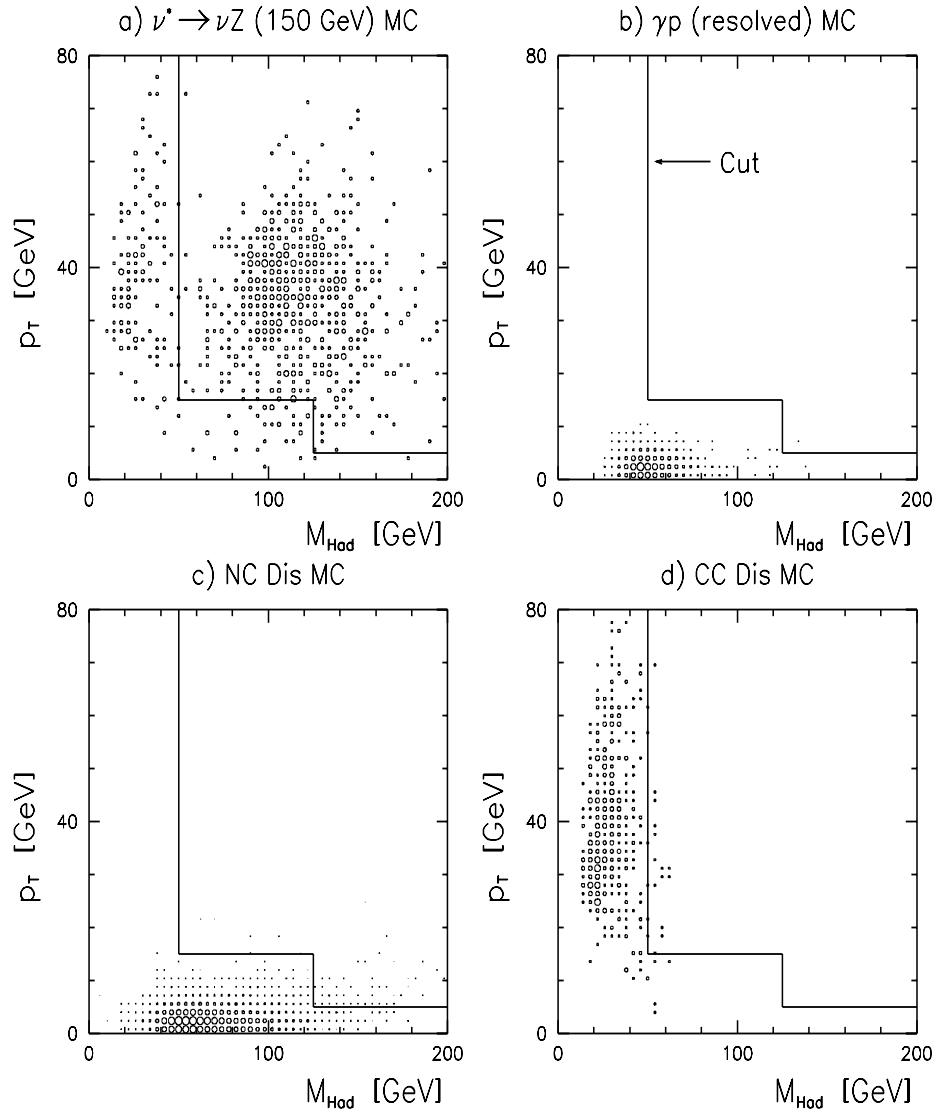 a) ν* → νZ (150 GeV) MC
80
40
0
0
100
200
p_T [GeV]
M_Had [GeV]
b) γp (resolved) MC
80
40
0
0
100
200
p_T [GeV]
M_Had [GeV]
Cut
c) NC Dis MC
80
40
0
0
100
200
p_T [GeV]
M_Had [GeV]
d) CC Dis MC
80
40
0
0
100
200
p_T [GeV]
M_Had [GeV]